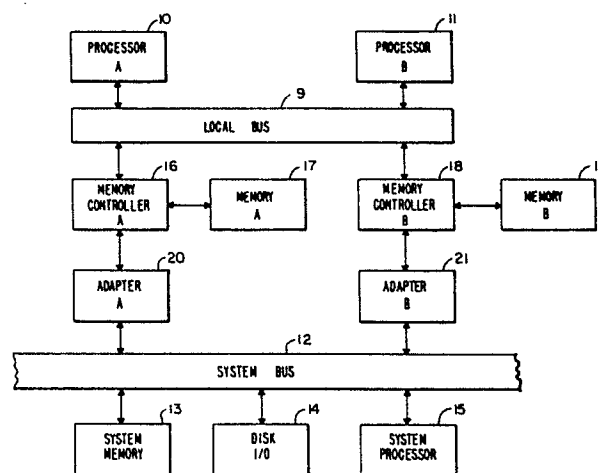 10
11
PROCESSOR
A
PROCESSOR
B
9
LOCAL BUS
16
17
18
1
MEMORY
CONTROLLER
A
MEMORY
A
MEMORY
CONTROLLER
B
MEMORY
B
20
21
ADAPTER
A
ADAPTER
B
12
SYSTEM BUS
13
14
15
SYSTEM
MEMORY
DISK
I/O
SYSTEM
PROCESSOR